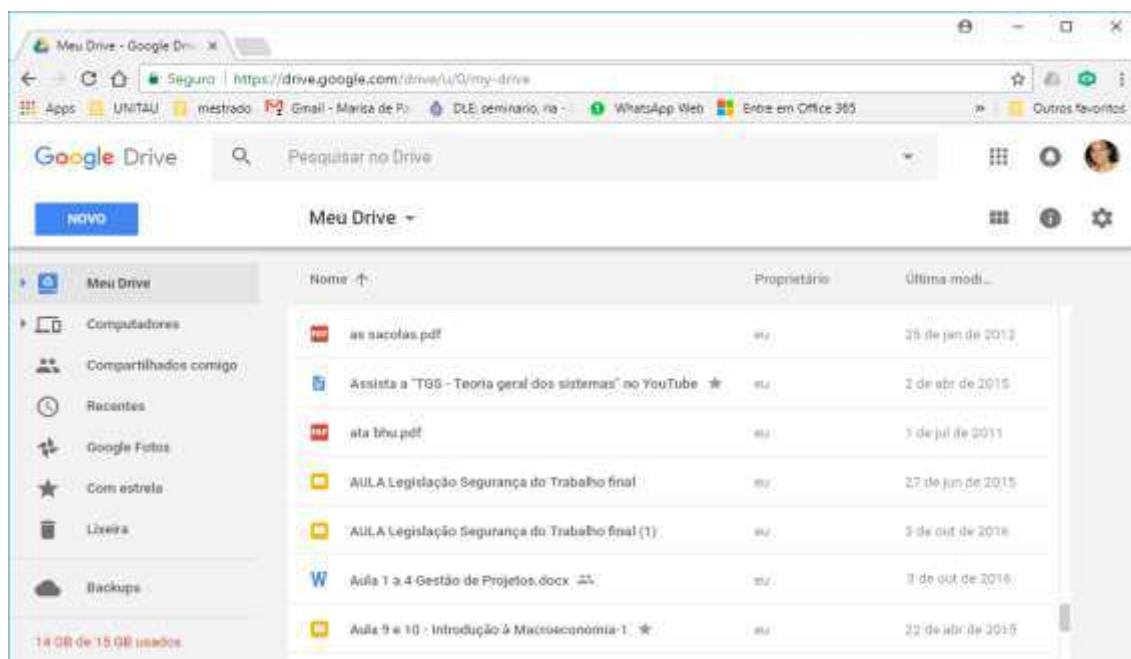 Meu Drive - Google Dri
Seguro https://drive.google.com/drive/u/0/my-drive
Apps UNITAU mestrado Gmail - Marisa de DLE: seminario, ria - WhatsApp Web Entre em Office 365 » Outros favoritos
Google Drive Pesquisar no Drive
NOVO Meu Drive
Meu Drive Nome Proprietário Última modi...
Computadores as sacolas.pdf eu 25 de jan de 2012
Compartilhados comigo Assista a "TGS - Teoria geral dos sistemas" no YouTube eu 2 de abr de 2015
Recentes
Google Fotos ata bhu.pdf eu 1 de jul de 2011
Com estrela AULA Legislação Segurança do Trabalho final eu 27 de jun de 2015
Lixeira AULA Legislação Segurança do Trabalho final (1) eu 3 de out de 2016
Backups Aula 1 a 4 Gestão de Projetos.docx eu 3 de out de 2016
14 GB de 15 GB usados Aula 9 e 10 - Introdução à Macroeconomia-1 eu 22 de abr de 2015